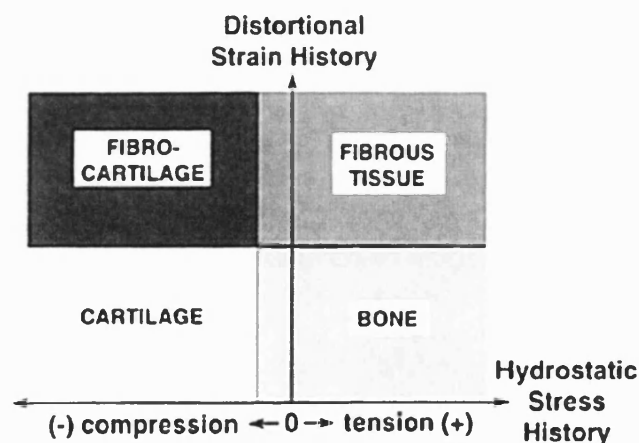 Distortional
Strain History
FIBRO-
CARTILAGE
FIBROUS
TISSUE
CARTILAGE
BONE
Hydrostatic
Stress
History
(-) compression ←0→ tension (+)